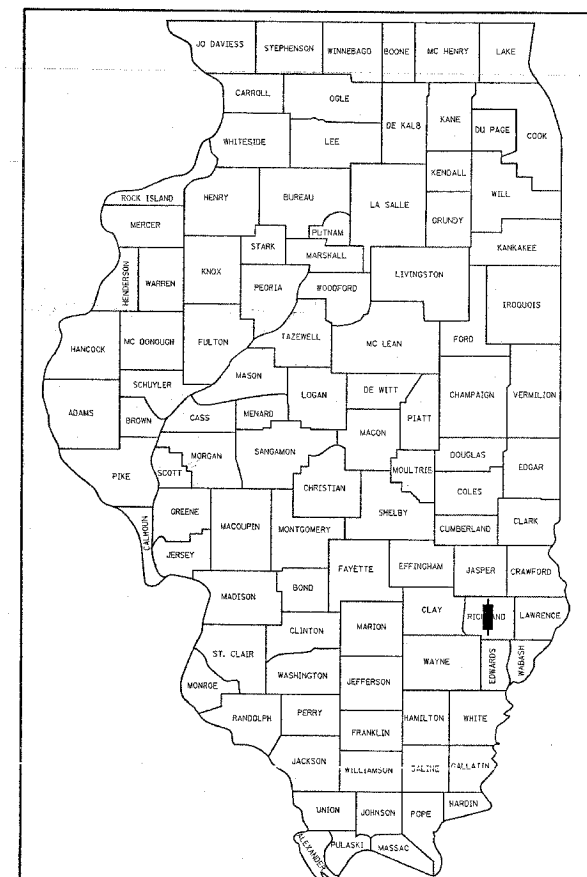 JO DAVIESS STEPHENSON WINNEBAGO BOONE MC HENRY LAKE
CARROLL OGLE DE KALB KANE DU PAGE COOK
WHITESIDE LEE
KENDALL WILL
ROCK ISLAND HENRY BUREAU LA SALLE GRUNDY
MERCER PUTNAM
STARK KANKAKEE
HENDERSON WARREN KNOX MARSHALL LIVINGSTON
PEORIA WOODFORD IROQUOIS
HANCOCK MC DONOUGH FULTON TAZEWELL MC LEAN FORD
SCHUYLER MASON
ADAMS BROWN CASS MENARD LOGAN DE WITT PIATT CHAMPAIGN VERMILION
MACON
PIKE SCOTT MORGAN SANGAMON DOUGLAS EDGAR
CHRISTIAN MOULTRIE COLES
CALHOUN GREENE MACOUPIN MONTGOMERY SHELBY CUMBERLAND CLARK
JERSEY
FAYETTE EFFINGHAM JASPER CRAWFORD
MADISON BOND CLAY LAWRENCE
CLINTON MARION
ST. CLAIR WAYNE EDWARDS WABASH
MONROE WASHINGTON JEFFERSON
RANDOLPH PERRY HAMILTON WHITE
FRANKLIN
JACKSON WILLIAMSON SALINE GALLATIN
UNION JOHNSON POPE HARDIN
ALEXANDER PULASKI MASSAC